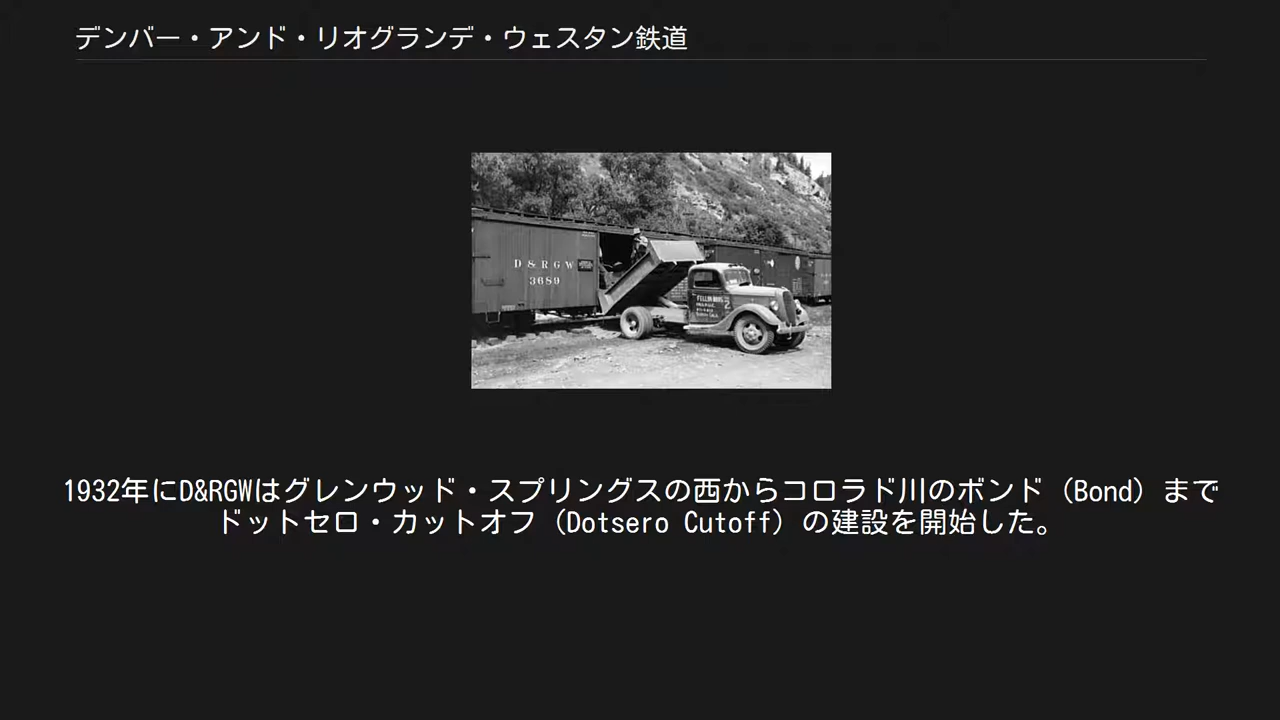 デンバー・アンド・リオグランデ・ウェスタン鉄道
D & R G W
3689
1932年にD&RGWはグレンウッド・スプリングスの西からコロラド川のボンド（Bond）まで
ドットセロ・カットオフ（Dotsero Cutoff）の建設を開始した。